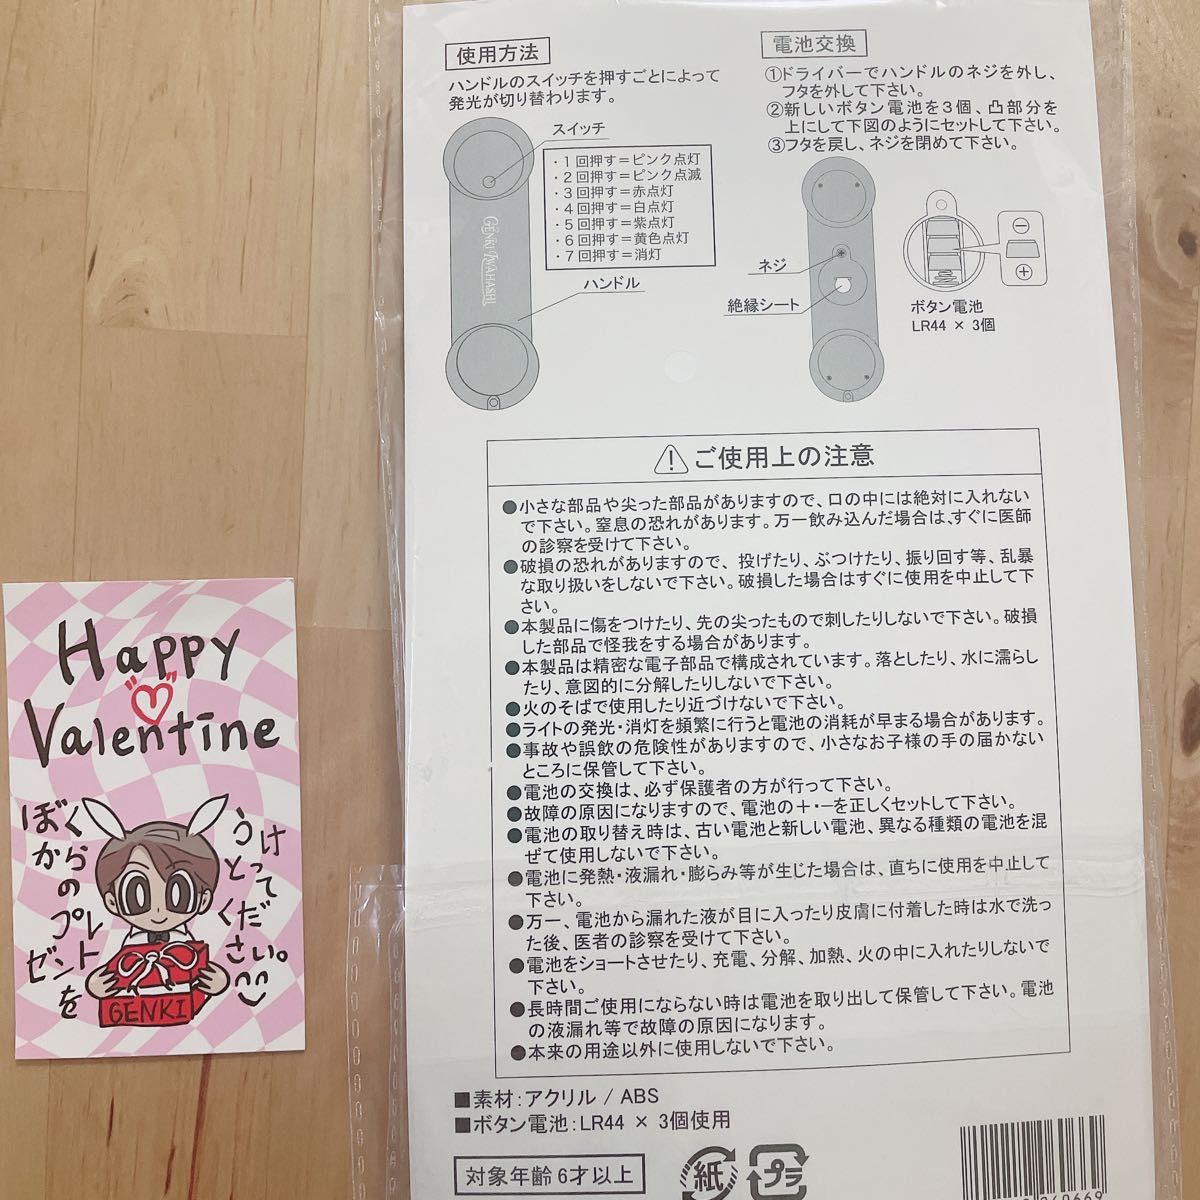 使用方法
ハンドルのスイッチを押すごとによって
発光が切り替わります。
スイッチ
・1回押す=ピンク点灯
・2回押す=ピンク点滅
・3回押す=赤点灯
・4回押す=白点灯
・5回押す=紫点灯
・6回押す=黄色点灯
・7回押す=消灯
GENKI IWAHASHI
ハンドル
電池交換
①ドライバーでハンドルのネジを外し、
フタを外して下さい。
②新しいボタン電池を3個、凸部分を
上にして下図のようにセットして下さい。
③フタを戻し、ネジを閉めて下さい。
ネジ
絶縁シート
ボタン電池
LR44 × 3個
ご使用上の注意
●小さな部品や尖った部品がありますので、口の中には絶対に入れない
で下さい。窒息の恐れがあります。万一飲み込んだ場合は、すぐに医師
の診察を受けて下さい。
●破損の恐れがありますので、投げたり、ぶつけたり、振り回す等、乱暴
な取り扱いをしないで下さい。破損した場合はすぐに使用を中止して下
さい。
●本製品に傷をつけたり、先の尖ったもので刺したりしないで下さい。破損
した部品で怪我をする場合があります。
●本製品は精密な電子部品で構成されています。落としたり、水に濡らし
たり、意図的に分解したりしないで下さい。
●火のそばで使用したり近づけないで下さい。
●ライトの発光・消灯を頻繁に行うと電池の消耗が早まる場合があります。
●事故や誤飲の危険性がありますので、小さなお子様の手の届かない
ところに保管して下さい。
●電池の交換は、必ず保護者の方が行って下さい。
●故障の原因になりますので、電池の+・-を正しくセットして下さい。
●電池の取り替え時は、古い電池と新しい電池、異なる種類の電池を混
ぜて使用しないで下さい。
●電池に発熱・液漏れ・膨らみ等が生じた場合は、直ちに使用を中止して
下さい。
●万一、電池から漏れた液が目に入ったり皮膚に付着した時は水で洗っ
た後、医者の診察を受けて下さい。
●電池をショートさせたり、充電、分解、加熱、火の中に入れたりしないで
下さい。
●長時間ご使用にならない時は電池を取り出して保管して下さい。電池
の液漏れ等で故障の原因になります。
●本来の用途以外に使用しないで下さい。
■素材:アクリル / ABS
■ボタン電池:LR44 × 3個使用
対象年齢 6才以上
紙
プラ
Happy
Valentine
ぼく
からの
プレ
ゼントを
うけ
とって
ください。
GENKI